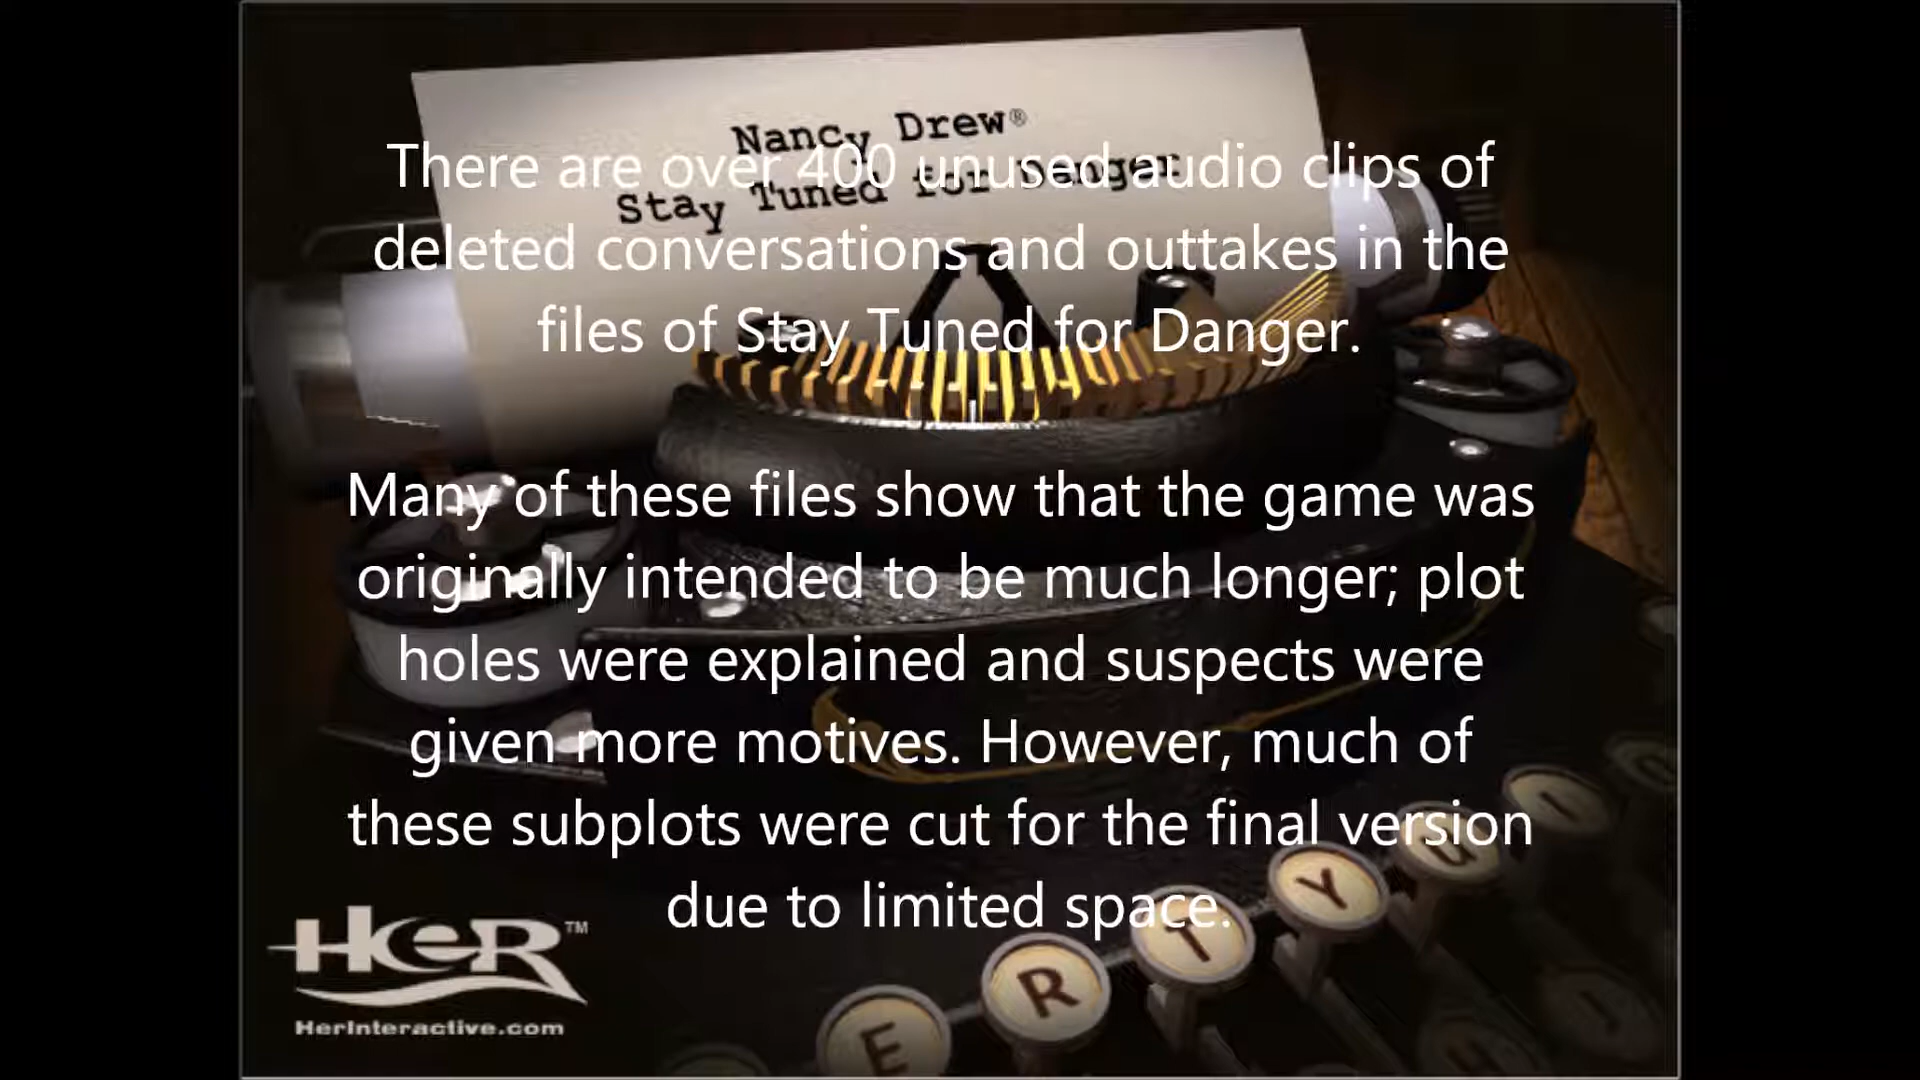 Nancy Drew®
Stay Tuned for Danger
There are over 400 unused audio clips of
deleted conversations and outtakes in the
files of Stay Tuned for Danger.
Many of these files show that the game was
originally intended to be much longer; plot
holes were explained and suspects were
given more motives. However, much of
these subplots were cut for the final version
due to limited space.
HeR™
HerInteractive.com
E R T Y U I